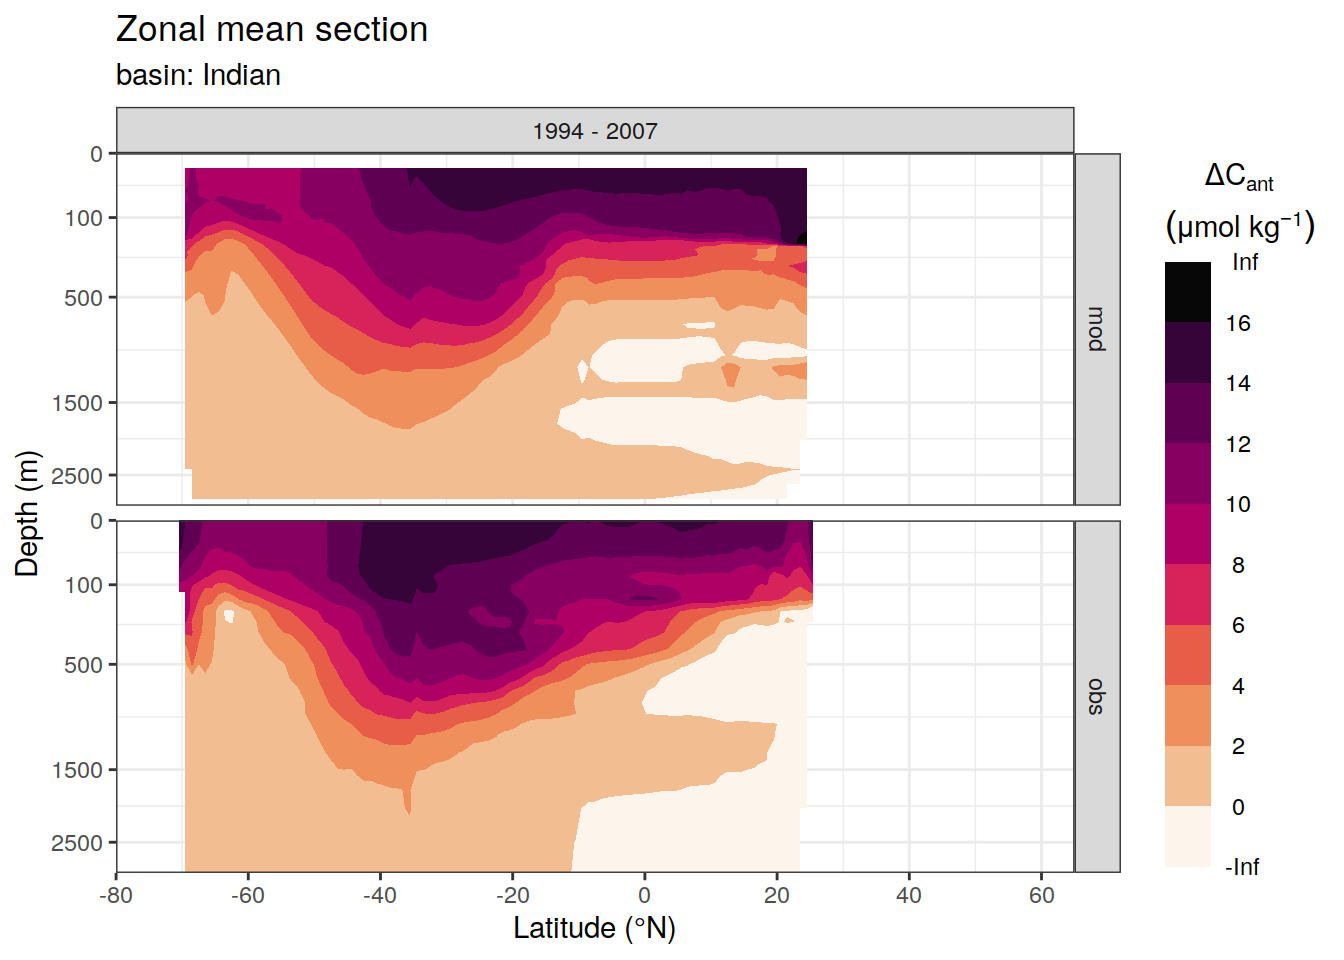 Zonal mean section
basin: Indian
1994 - 2007
0
100
500
1500
2500
mod
0
100
500
1500
2500
obs
-80 -60 -40 -20 0 20 40 60
Latitude (°N)
Depth (m)
ΔCant
(μmol kg⁻¹)
Inf
16
14
12
10
8
6
4
2
0
-Inf